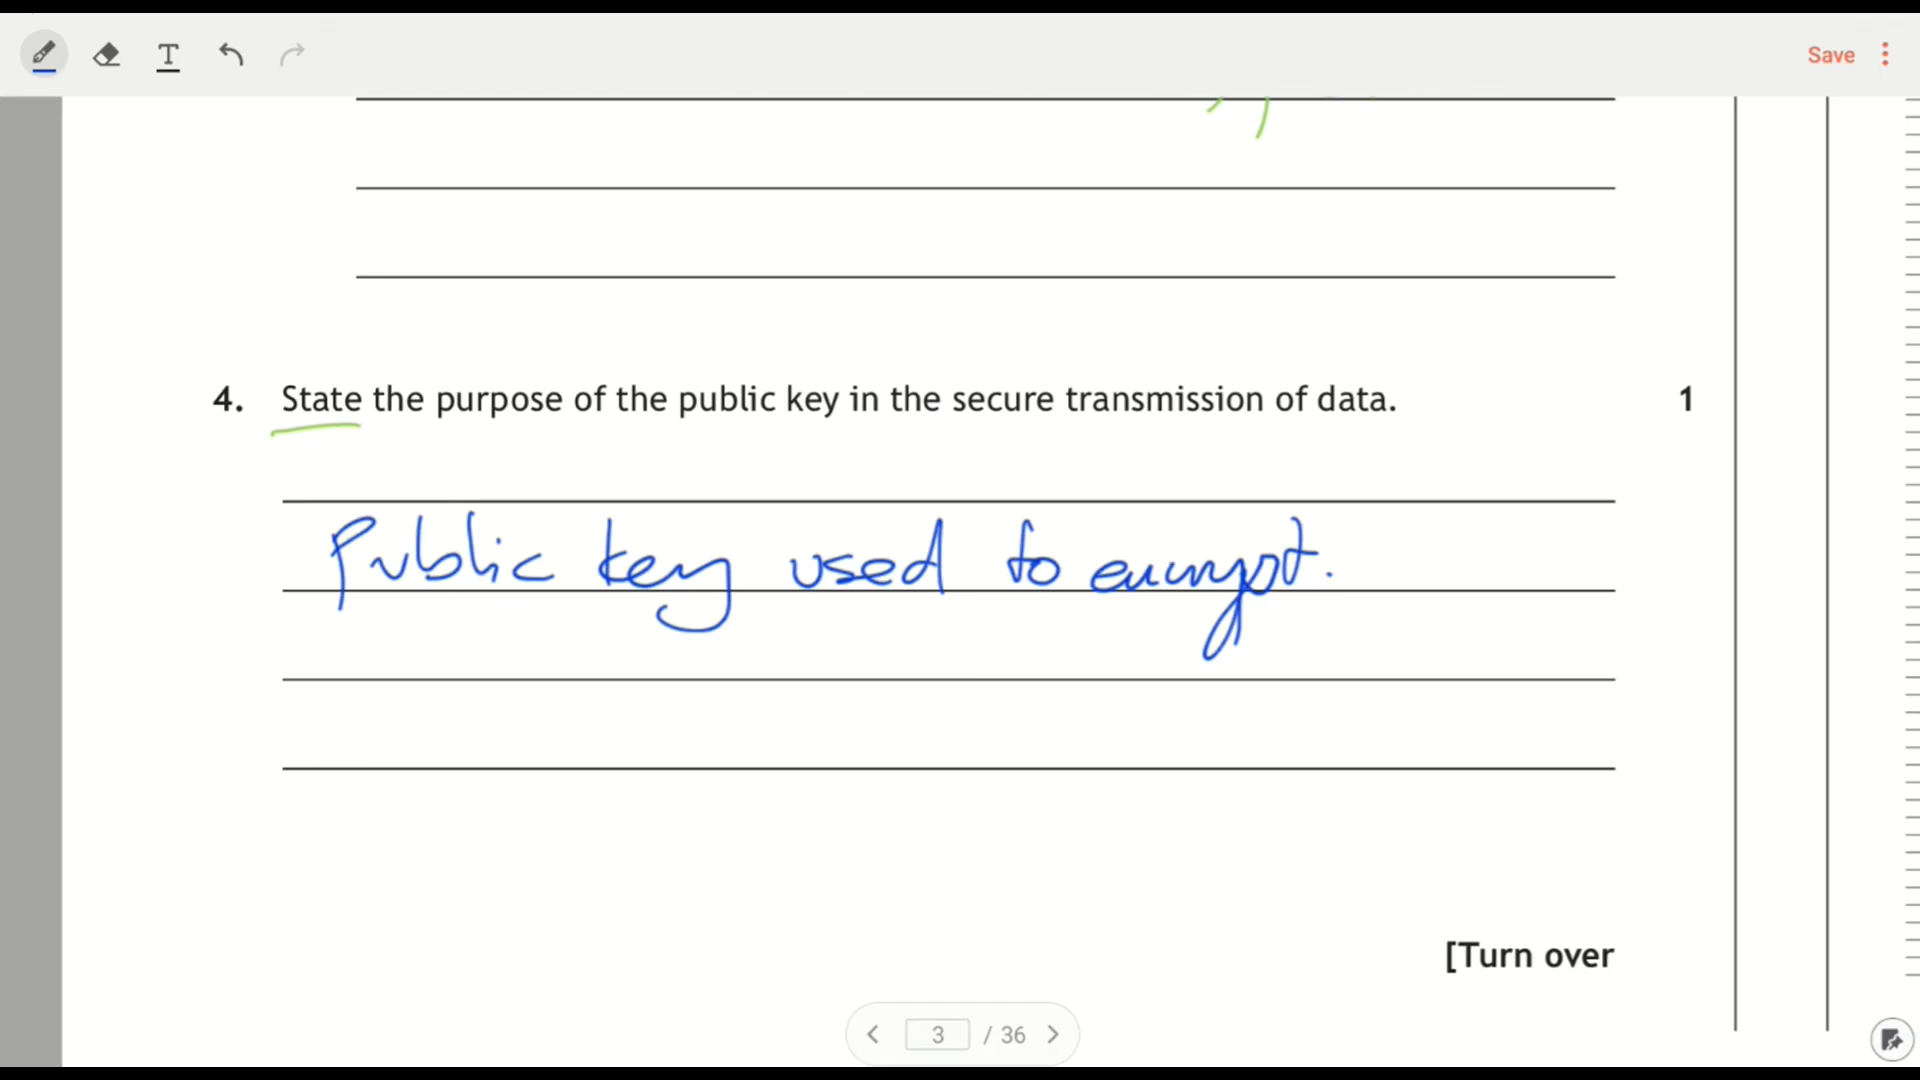 Save
4. State the purpose of the public key in the secure transmission of data. 1
Public key used to encrypt.
[Turn over
3 / 36